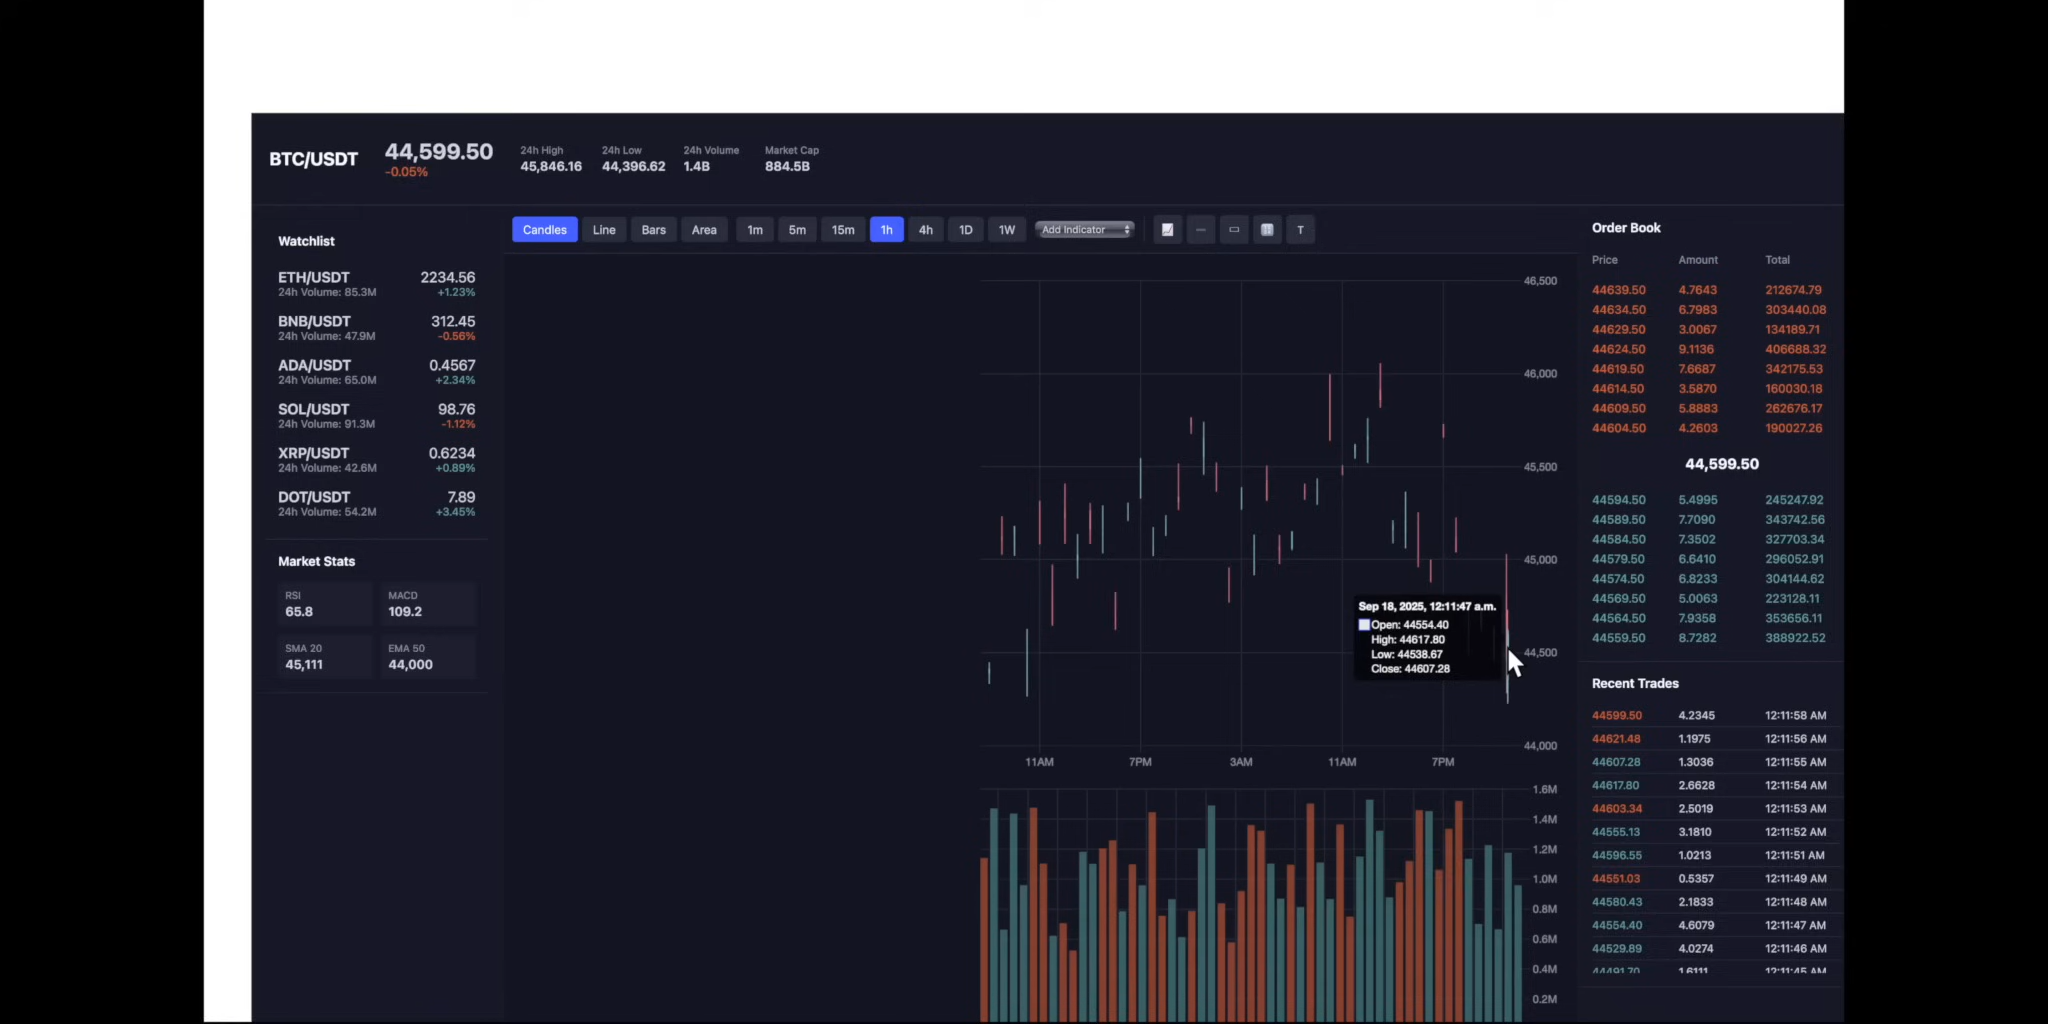 BTC/USDT
44,599.50
-0.05%
24h High
45,846.16
24h Low
44,396.62
24h Volume
1.4B
Market Cap
884.5B
Watchlist
ETH/USDT 2234.56
24h Volume: 85.3M +1.23%
BNB/USDT 312.45
24h Volume: 47.9M -0.56%
ADA/USDT 0.4567
24h Volume: 65.0M +2.34%
SOL/USDT 98.76
24h Volume: 91.3M -1.12%
XRP/USDT 0.6234
24h Volume: 42.6M +0.89%
DOT/USDT 7.89
24h Volume: 54.2M +3.45%
Market Stats
RSI MACD
65.8 109.2
SMA 20 EMA 50
45,111 44,000
Candles Line Bars Area 1m 5m 15m 1h 4h 1D 1W Add Indicator T
46,500
46,000
45,500
45,000
44,500
44,000
Sep 18, 2025, 12:11:47 a.m.
Open: 44554.40
High: 44617.80
Low: 44538.67
Close: 44607.28
11AM 7PM 3AM 11AM 7PM
1.6M
1.4M
1.2M
1.0M
0.8M
0.6M
0.4M
0.2M
Order Book
Price Amount Total
44639.50 4.7643 212674.79
44634.50 6.7983 303440.08
44629.50 3.0067 134189.71
44624.50 9.1136 406688.32
44619.50 7.6687 342175.53
44614.50 3.5870 160030.18
44609.50 5.8883 262676.17
44604.50 4.2603 190027.26
44,599.50
44594.50 5.4995 245247.92
44589.50 7.7090 343742.56
44584.50 7.3502 327703.34
44579.50 6.6410 296052.91
44574.50 6.8233 304144.62
44569.50 5.0063 223128.11
44564.50 7.9358 353656.11
44559.50 8.7282 388922.52
Recent Trades
44599.50 4.2345 12:11:58 AM
44621.48 1.1975 12:11:56 AM
44607.28 1.3036 12:11:55 AM
44617.80 2.6628 12:11:54 AM
44603.34 2.5019 12:11:53 AM
44555.13 3.1810 12:11:52 AM
44596.55 1.0213 12:11:51 AM
44551.03 0.5357 12:11:49 AM
44580.43 2.1833 12:11:48 AM
44554.40 4.6079 12:11:47 AM
44529.89 4.0274 12:11:46 AM
44491.70 1.6111 12:11:45 AM